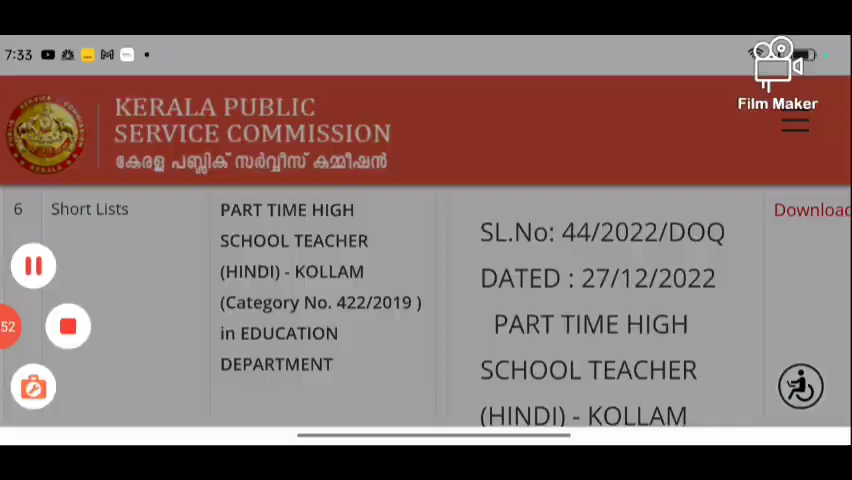 7:33
Film Maker
KERALA PUBLIC
SERVICE COMMISSION
കേരള പബ്ലിക് സർവ്വീസ് കമ്മീഷൻ
6 Short Lists
PART TIME HIGH
SCHOOL TEACHER
(HINDI) - KOLLAM
(Category No. 422/2019 )
in EDUCATION
DEPARTMENT
SL.No: 44/2022/DOQ
DATED : 27/12/2022
PART TIME HIGH
SCHOOL TEACHER
(HINDI) - KOLLAM
Download
52